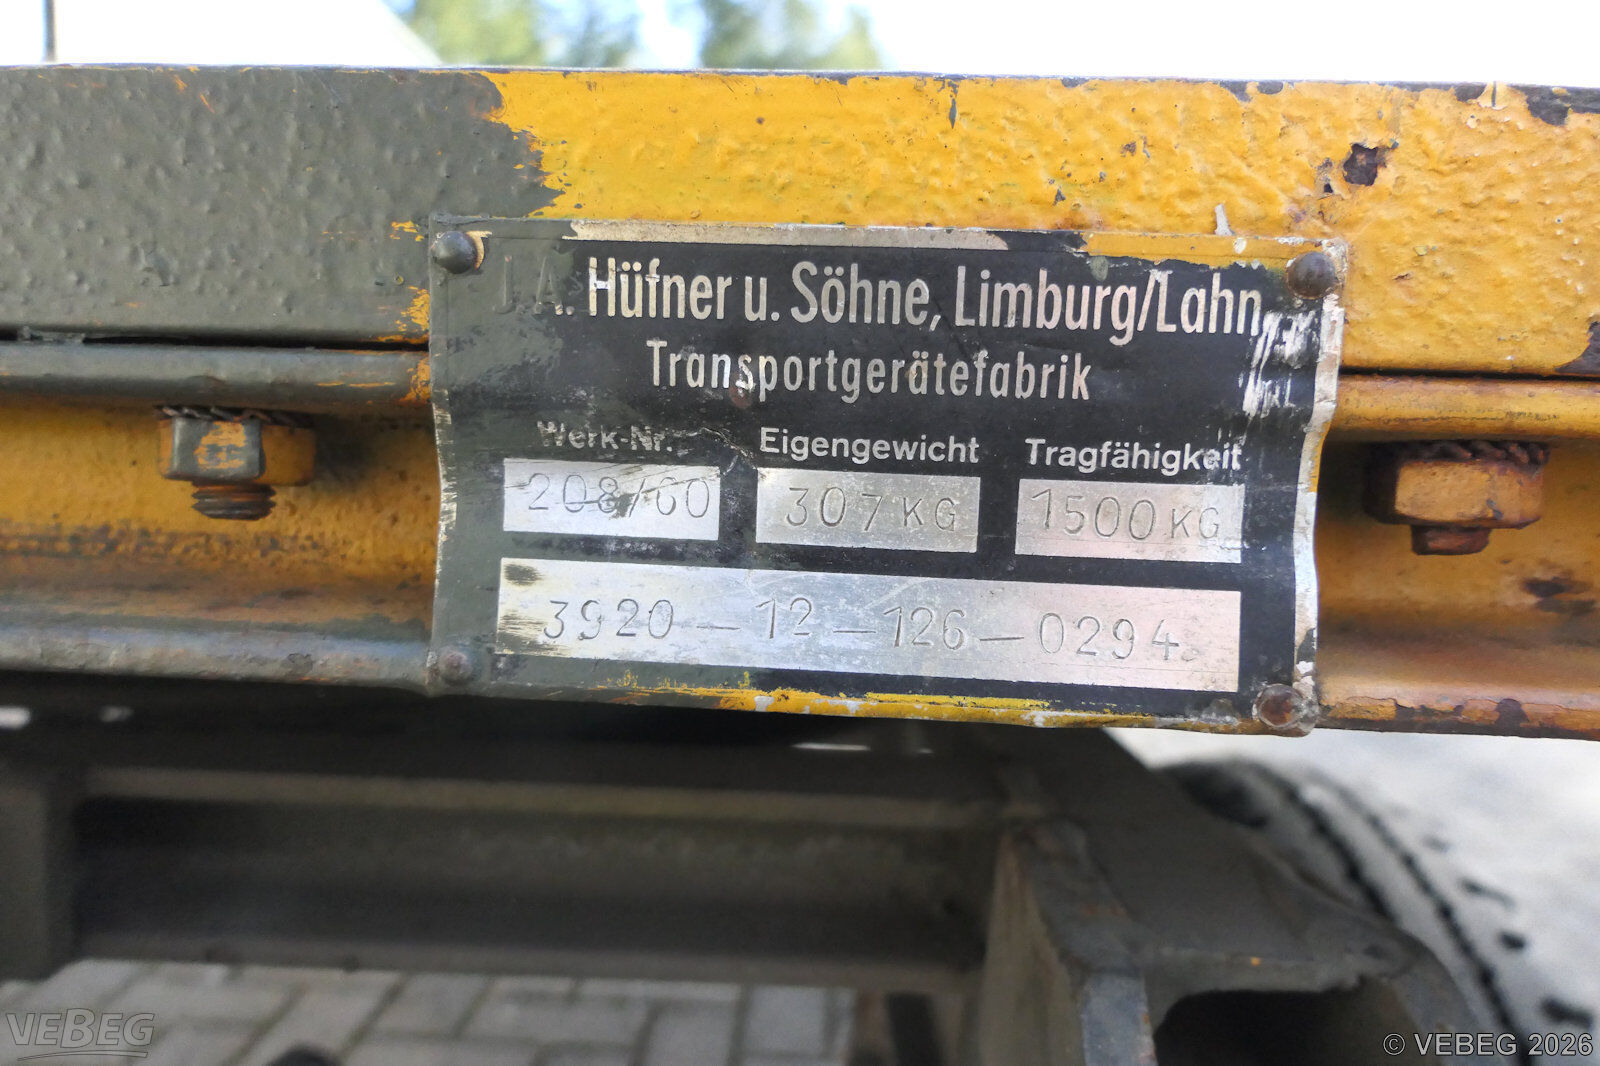 J.A. Hüfner u. Söhne, Limburg/Lahn
Transportgerätefabrik
Werk-Nr. Eigengewicht Tragfähigkeit
208/60 307 KG 1500 KG
3920-12-126-0294
VEBEG
© VEBEG 2026